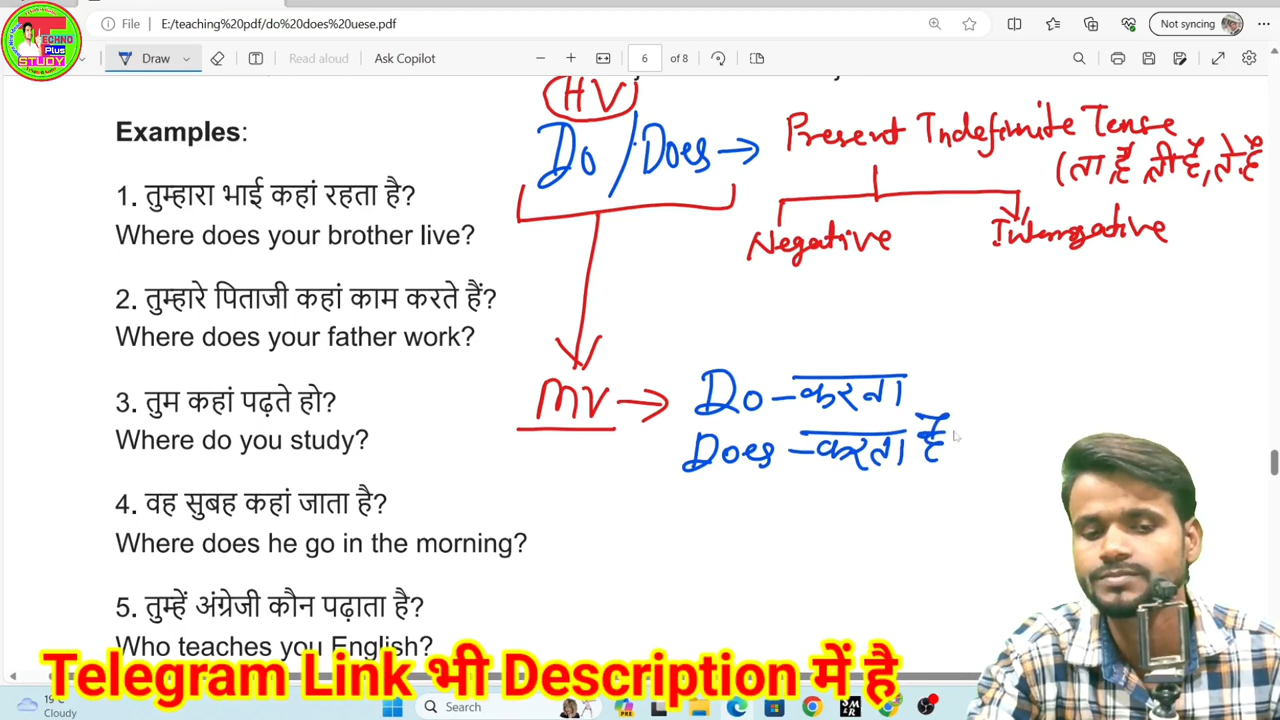 TECHNO
Plus
STUDY
File E:/teaching%20pdf/do%20does%20uese.pdf Not syncing
Draw Read aloud Ask Copilot 6 of 8
Examples:
1. तुम्हारा भाई कहां रहता है?
Where does your brother live?
2. तुम्हारे पिताजी कहां काम करते हैं?
Where does your father work?
3. तुम कहां पढ़ते हो?
Where do you study?
4. वह सुबह कहां जाता है?
Where does he go in the morning?
5. तुम्हें अंग्रेजी कौन पढ़ाता है?
Who teaches you English?
HV
Do / Does → Present Indefinite Tense
(ता है, ती है, ते हैं
Negative Interrogative
MV → Do – करना
Does – करता है
Telegram Link भी Description में है
Cloudy
Search